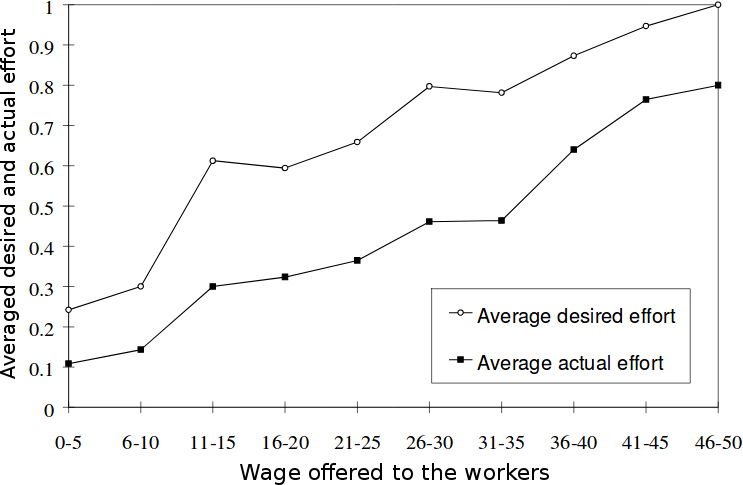 Averaged desired and actual effort
1
0.9
0.8
0.7
0.6
0.5
0.4
0.3
0.2
0.1
0
Average desired effort
Average actual effort
0-5 6-10 11-15 16-20 21-25 26-30 31-35 36-40 41-45 46-50
Wage offered to the workers